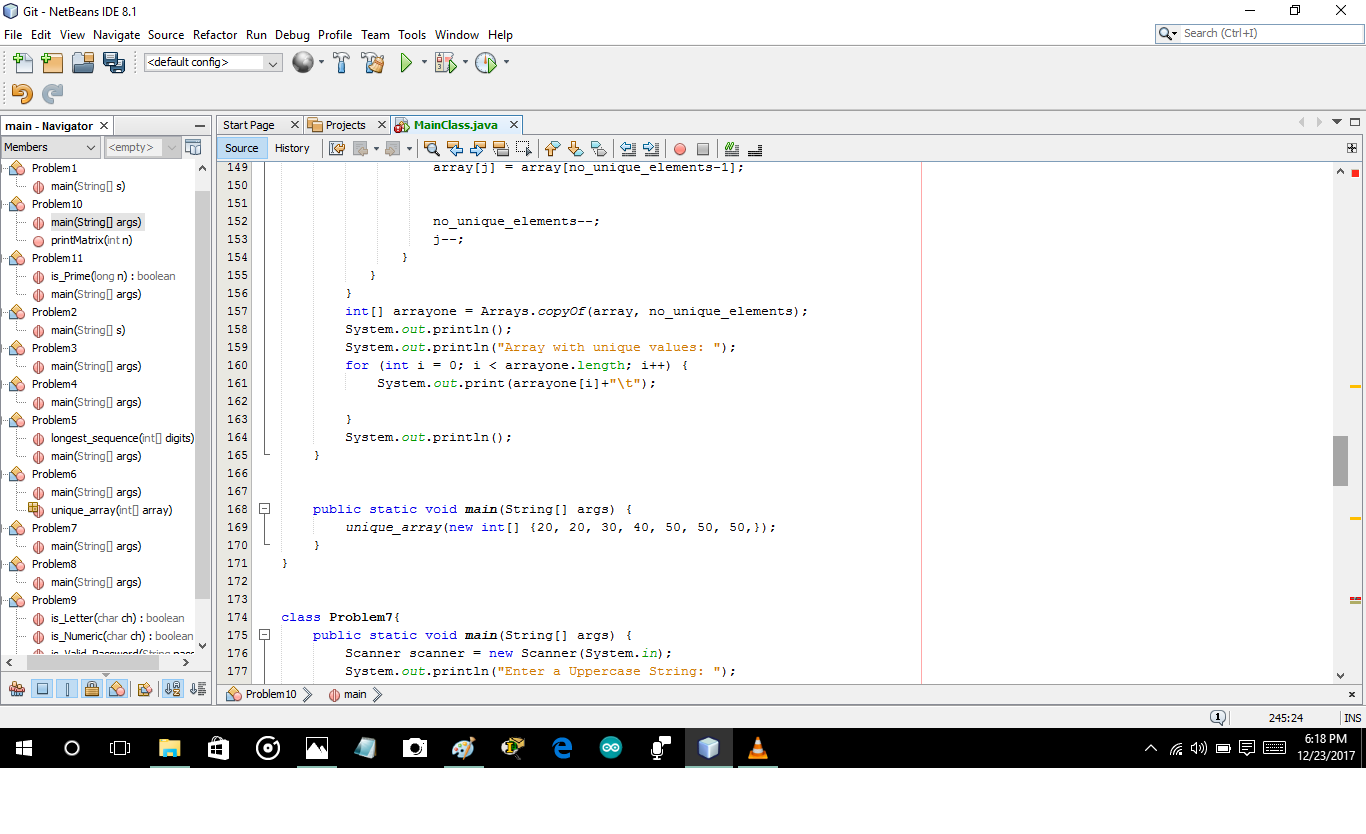 Git - NetBeans IDE 8.1
File Edit View Navigate Source Refactor Run Debug Profile Team Tools Window Help
Search (Ctrl+I)
<default config>
main - Navigator
Members
<empty>
Problem1
main(String[] s)
Problem10
main(String[] args)
printMatrix(int n)
Problem11
is_Prime(long n) : boolean
main(String[] args)
Problem2
main(String[] s)
Problem3
main(String[] args)
Problem4
main(String[] args)
Problem5
longest_sequence(int[] digits)
main(String[] args)
Problem6
main(String[] args)
unique_array(int[] array)
Problem7
main(String[] args)
Problem8
main(String[] args)
Problem9
is_Letter(char ch) : boolean
is_Numeric(char ch) : boolean
is_Valid_Password(String pass
Start Page Projects MainClass.java
Source History
149 array[j] = array[no_unique_elements-1];
150
151
152 no_unique_elements--;
153 j--;
154 }
155 }
156 }
157 int[] arrayone = Arrays.copyOf(array, no_unique_elements);
158 System.out.println();
159 System.out.println("Array with unique values: ");
160 for (int i = 0; i < arrayone.length; i++) {
161 System.out.print(arrayone[i]+"\t");
162
163 }
164 System.out.println();
165 }
166
167
168 public static void main(String[] args) {
169 unique_array(new int[] {20, 20, 30, 40, 50, 50, 50,});
170 }
171 }
172
173
174 class Problem7{
175 public static void main(String[] args) {
176 Scanner scanner = new Scanner(System.in);
177 System.out.println("Enter a Uppercase String: ");
Problem10 main
1
245:24
INS
6:18 PM
12/23/2017